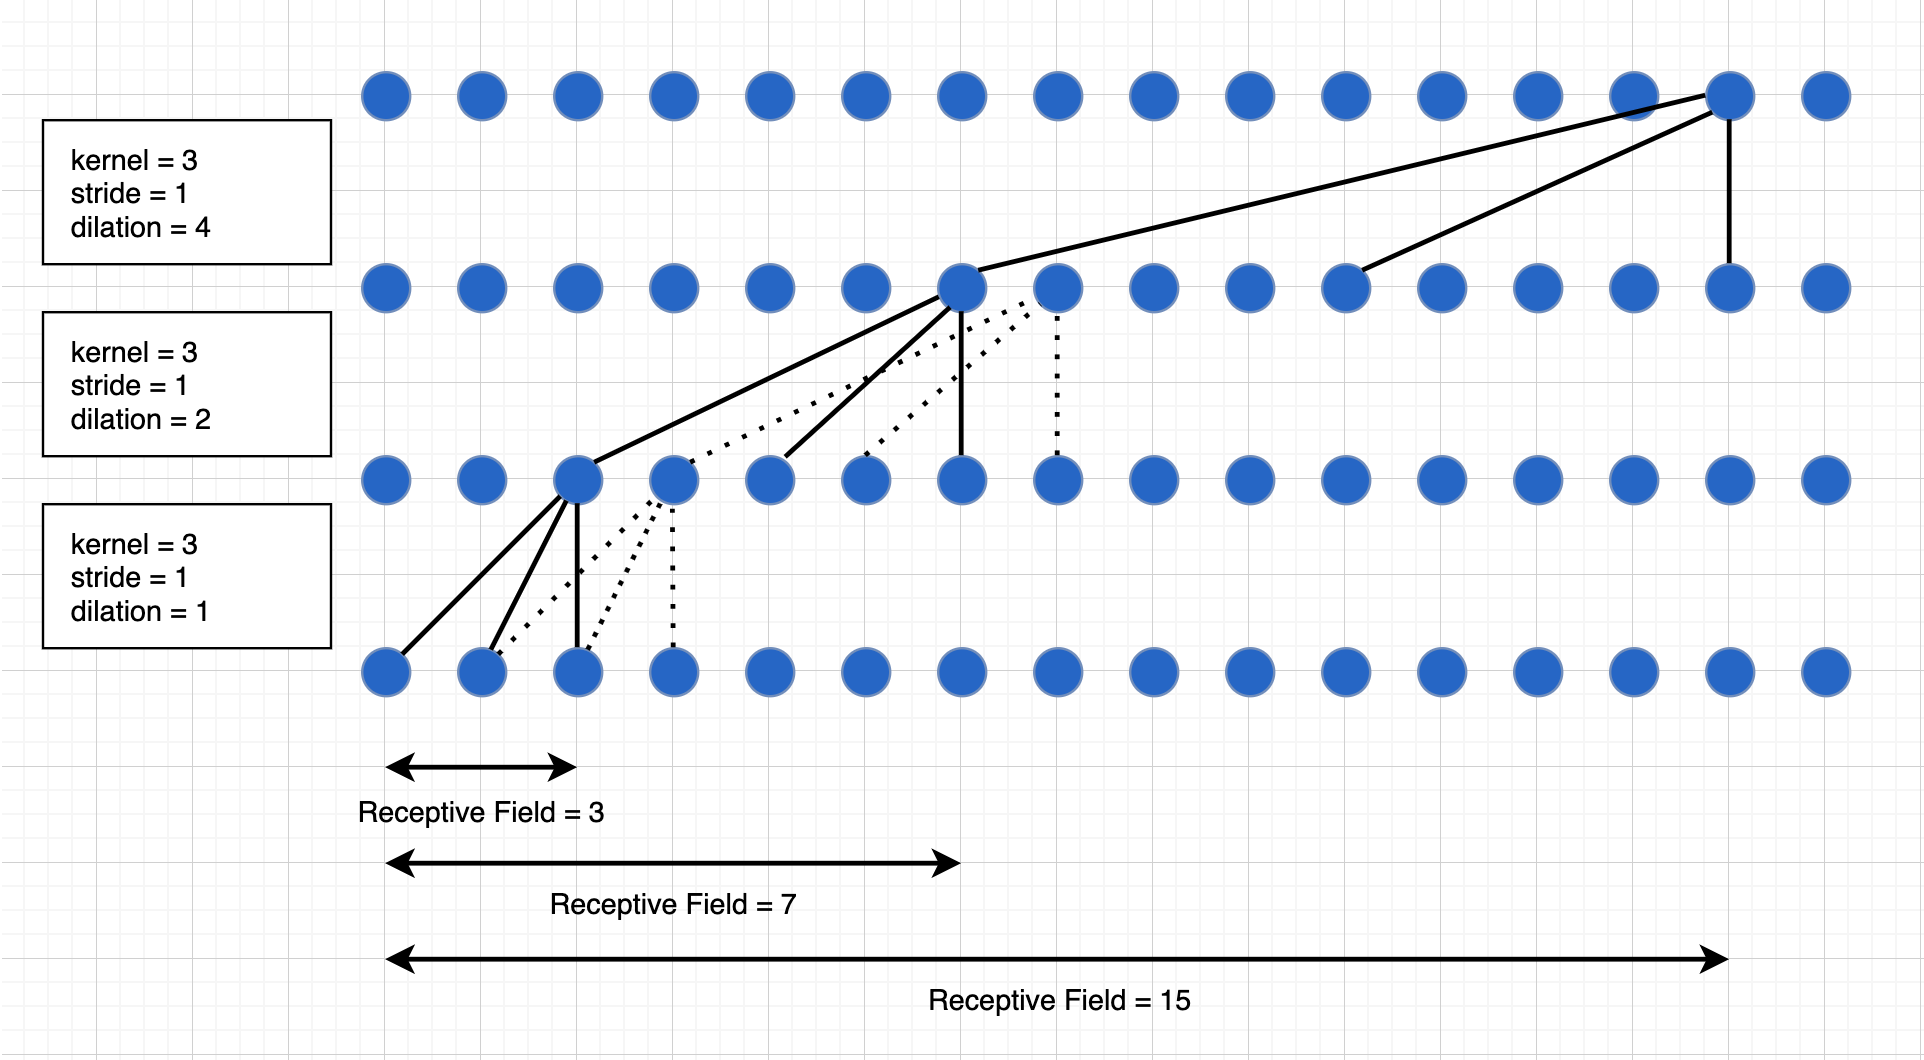 kernel = 3
stride = 1
dilation = 4
kernel = 3
stride = 1
dilation = 2
kernel = 3
stride = 1
dilation = 1
Receptive Field = 3
Receptive Field = 7
Receptive Field = 15